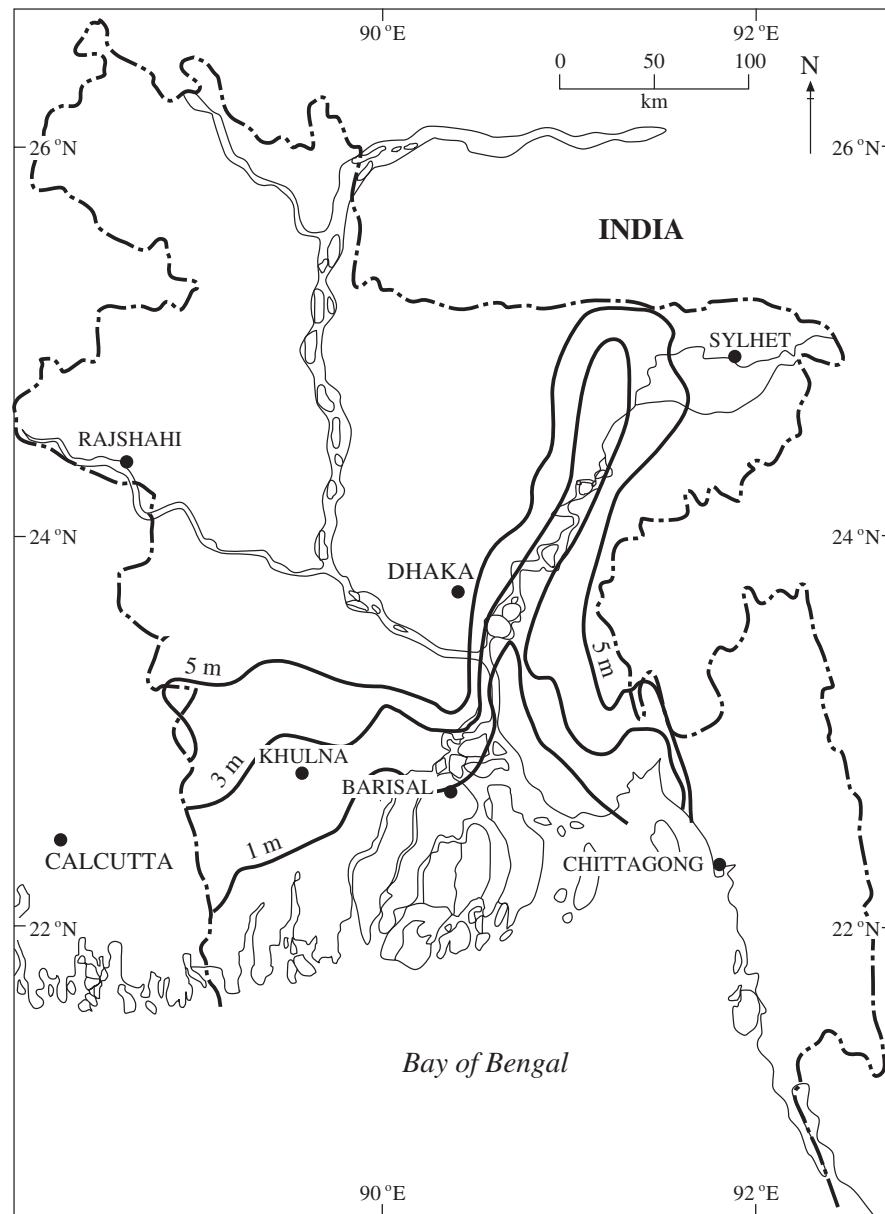 90 °E
92 °E
0 50 100
km
N
26 °N
26 °N
INDIA
SYLHET
RAJSHAHI
24 °N
24 °N
DHAKA
5 m
5 m
3 m
KHULNA
BARISAL
1 m
CALCUTTA
CHITTAGONG
22 °N
22 °N
Bay of Bengal
90 °E
92 °E